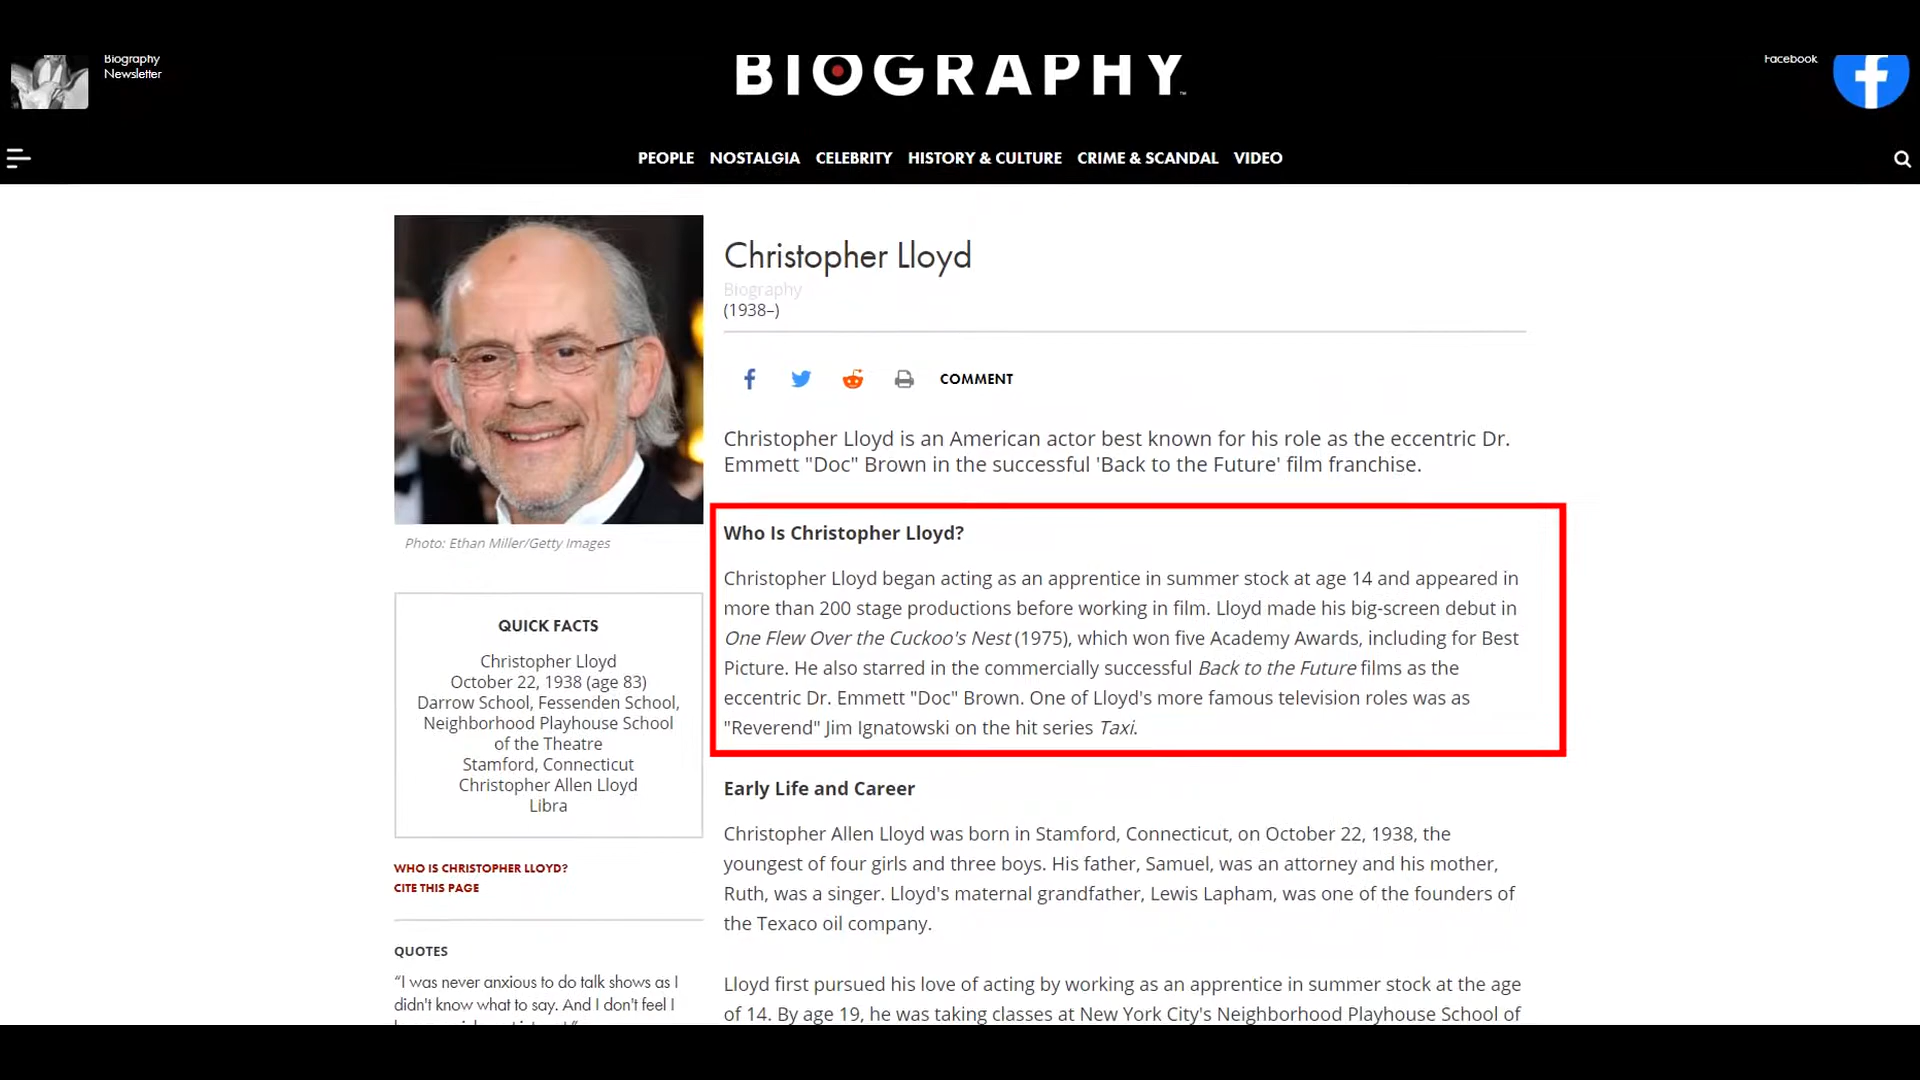 Biography
Newsletter
BIOGRAPHY
Facebook
PEOPLE NOSTALGIA CELEBRITY HISTORY & CULTURE CRIME & SCANDAL VIDEO
Christopher Lloyd
Biography
(1938–)
COMMENT
Christopher Lloyd is an American actor best known for his role as the eccentric Dr.
Emmett "Doc" Brown in the successful 'Back to the Future' film franchise.
Who Is Christopher Lloyd?
Christopher Lloyd began acting as an apprentice in summer stock at age 14 and appeared in
more than 200 stage productions before working in film. Lloyd made his big-screen debut in
One Flew Over the Cuckoo's Nest (1975), which won five Academy Awards, including for Best
Picture. He also starred in the commercially successful Back to the Future films as the
eccentric Dr. Emmett "Doc" Brown. One of Lloyd's more famous television roles was as
"Reverend" Jim Ignatowski on the hit series Taxi.
Early Life and Career
Christopher Allen Lloyd was born in Stamford, Connecticut, on October 22, 1938, the
youngest of four girls and three boys. His father, Samuel, was an attorney and his mother,
Ruth, was a singer. Lloyd's maternal grandfather, Lewis Lapham, was one of the founders of
the Texaco oil company.
Lloyd first pursued his love of acting by working as an apprentice in summer stock at the age
of 14. By age 19, he was taking classes at New York City's Neighborhood Playhouse School of
Photo: Ethan Miller/Getty Images
QUICK FACTS
Christopher Lloyd
October 22, 1938 (age 83)
Darrow School, Fessenden School,
Neighborhood Playhouse School
of the Theatre
Stamford, Connecticut
Christopher Allen Lloyd
Libra
WHO IS CHRISTOPHER LLOYD?
CITE THIS PAGE
QUOTES
“I was never anxious to do talk shows as I
didn't know what to say. And I don't feel I